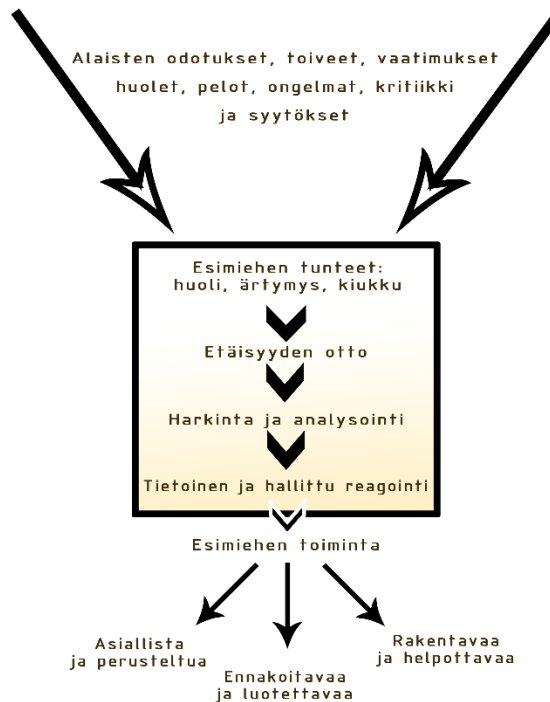 Alaisten odotukset, toiveet, vaatimukset
huolet, pelot, ongelmat, kritiikki
ja syytökset
Esimiehen tunteet:
huoli, ärtymys, kiukku
Etäisyyden otto
Harkinta ja analysointi
Tietoinen ja hallittu reagointi
Esimiehen toiminta
Asiallista
ja perusteltua
Ennakoitavaa
ja luotettavaa
Rakentavaa
ja helpottavaa